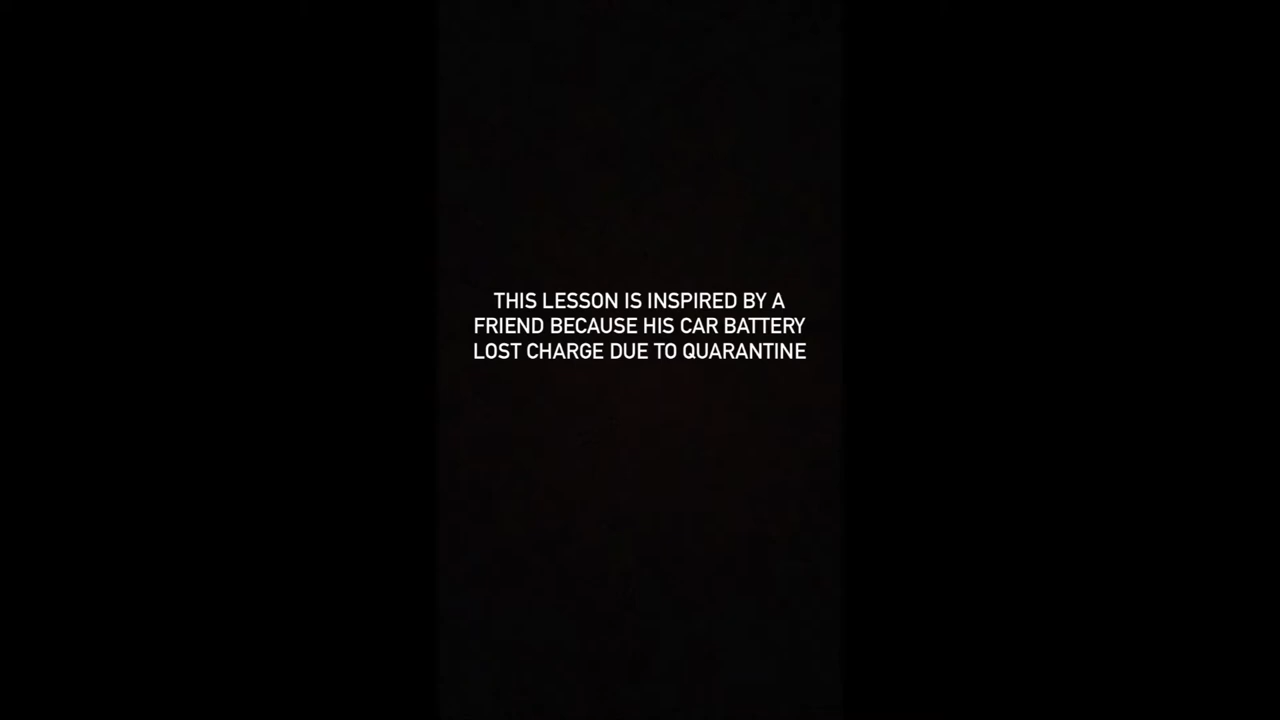 THIS LESSON IS INSPIRED BY A
FRIEND BECAUSE HIS CAR BATTERY
LOST CHARGE DUE TO QUARANTINE